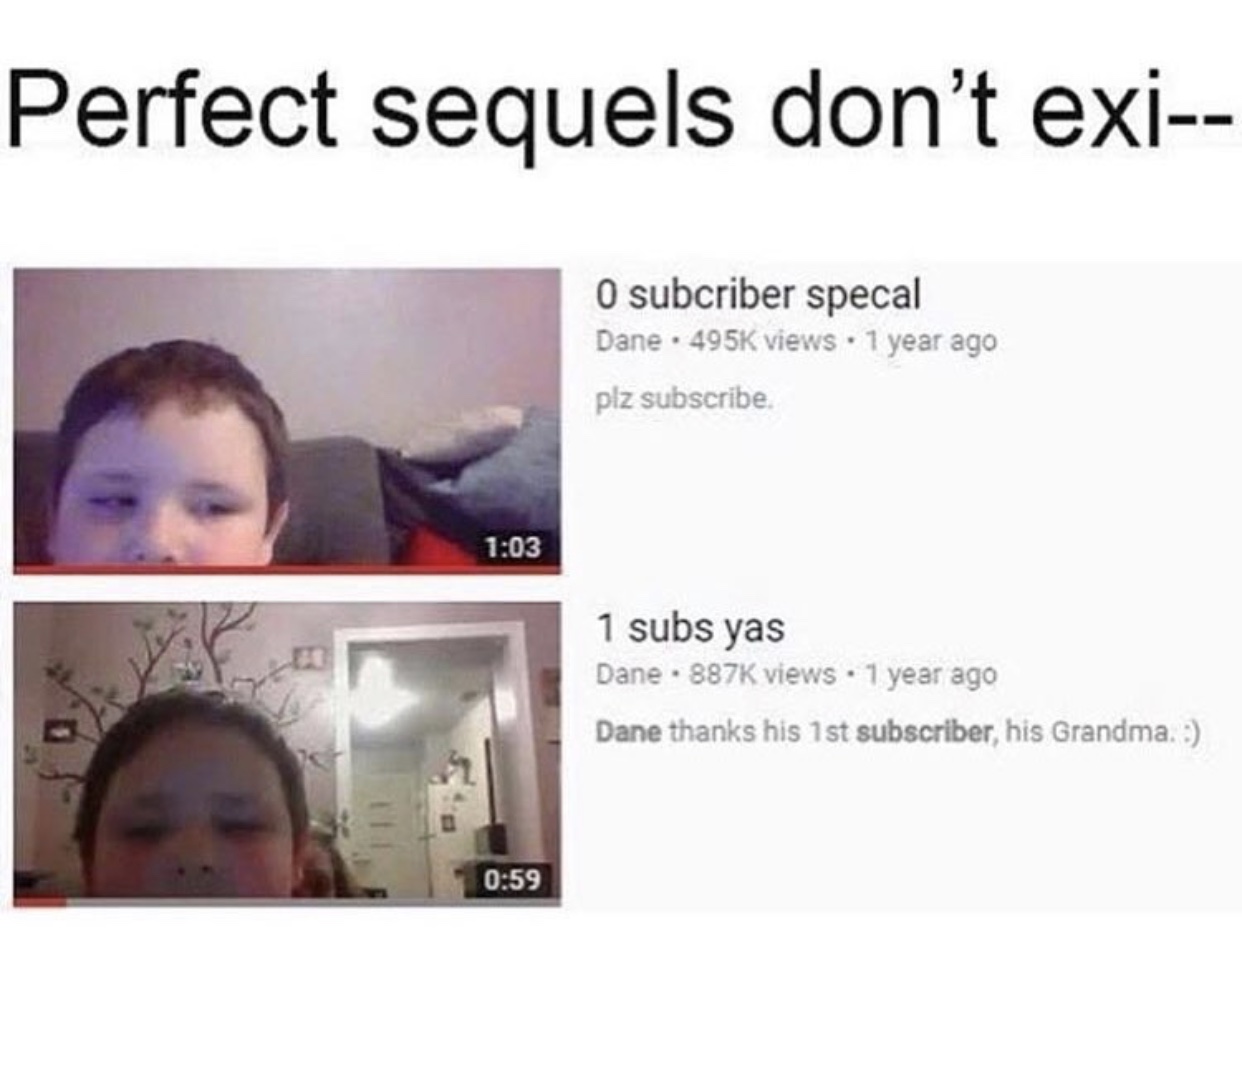 Perfect sequels don't exi--
0 subcriber specal
Dane • 495K views • 1 year ago
plz subscribe.
1:03
1 subs yas
Dane • 887K views • 1 year ago
Dane thanks his 1st subscriber, his Grandma. :)
0:59